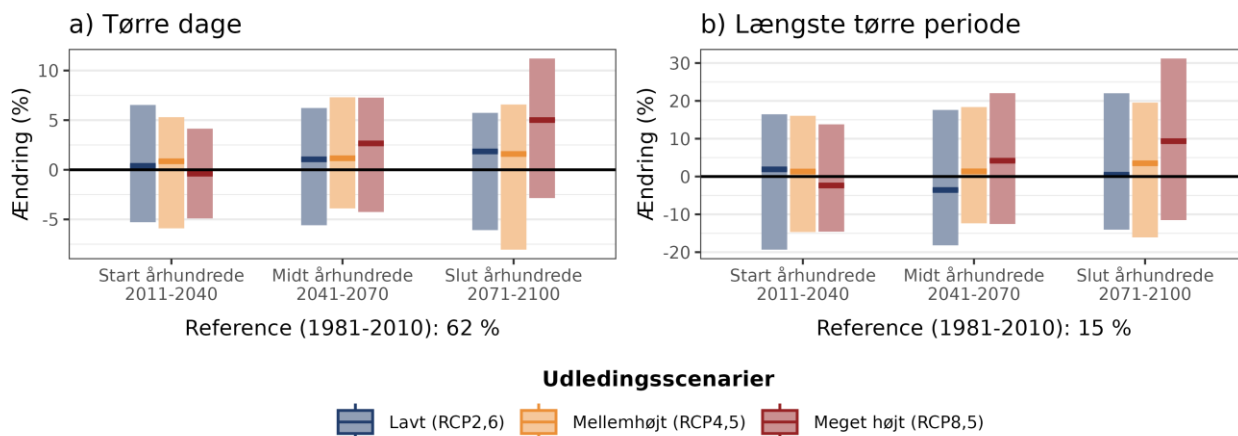 a) Tørre dage
Ændring (%)
10
5
0
-5
Start århundrede
2011-2040
Midt århundrede
2041-2070
Slut århundrede
2071-2100
Reference (1981-2010): 62 %
b) Længste tørre periode
Ændring (%)
30
20
10
0
-10
-20
Start århundrede
2011-2040
Midt århundrede
2041-2070
Slut århundrede
2071-2100
Reference (1981-2010): 15 %
Udledingsscenarier
Lavt (RCP2,6)
Mellemhøjt (RCP4,5)
Meget højt (RCP8,5)